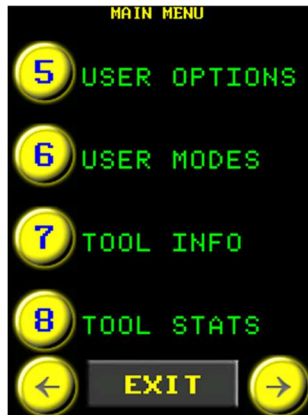 MAIN MENU
5 USER OPTIONS
6 USER MODES
7 TOOL INFO
8 TOOL STATS
← EXIT →